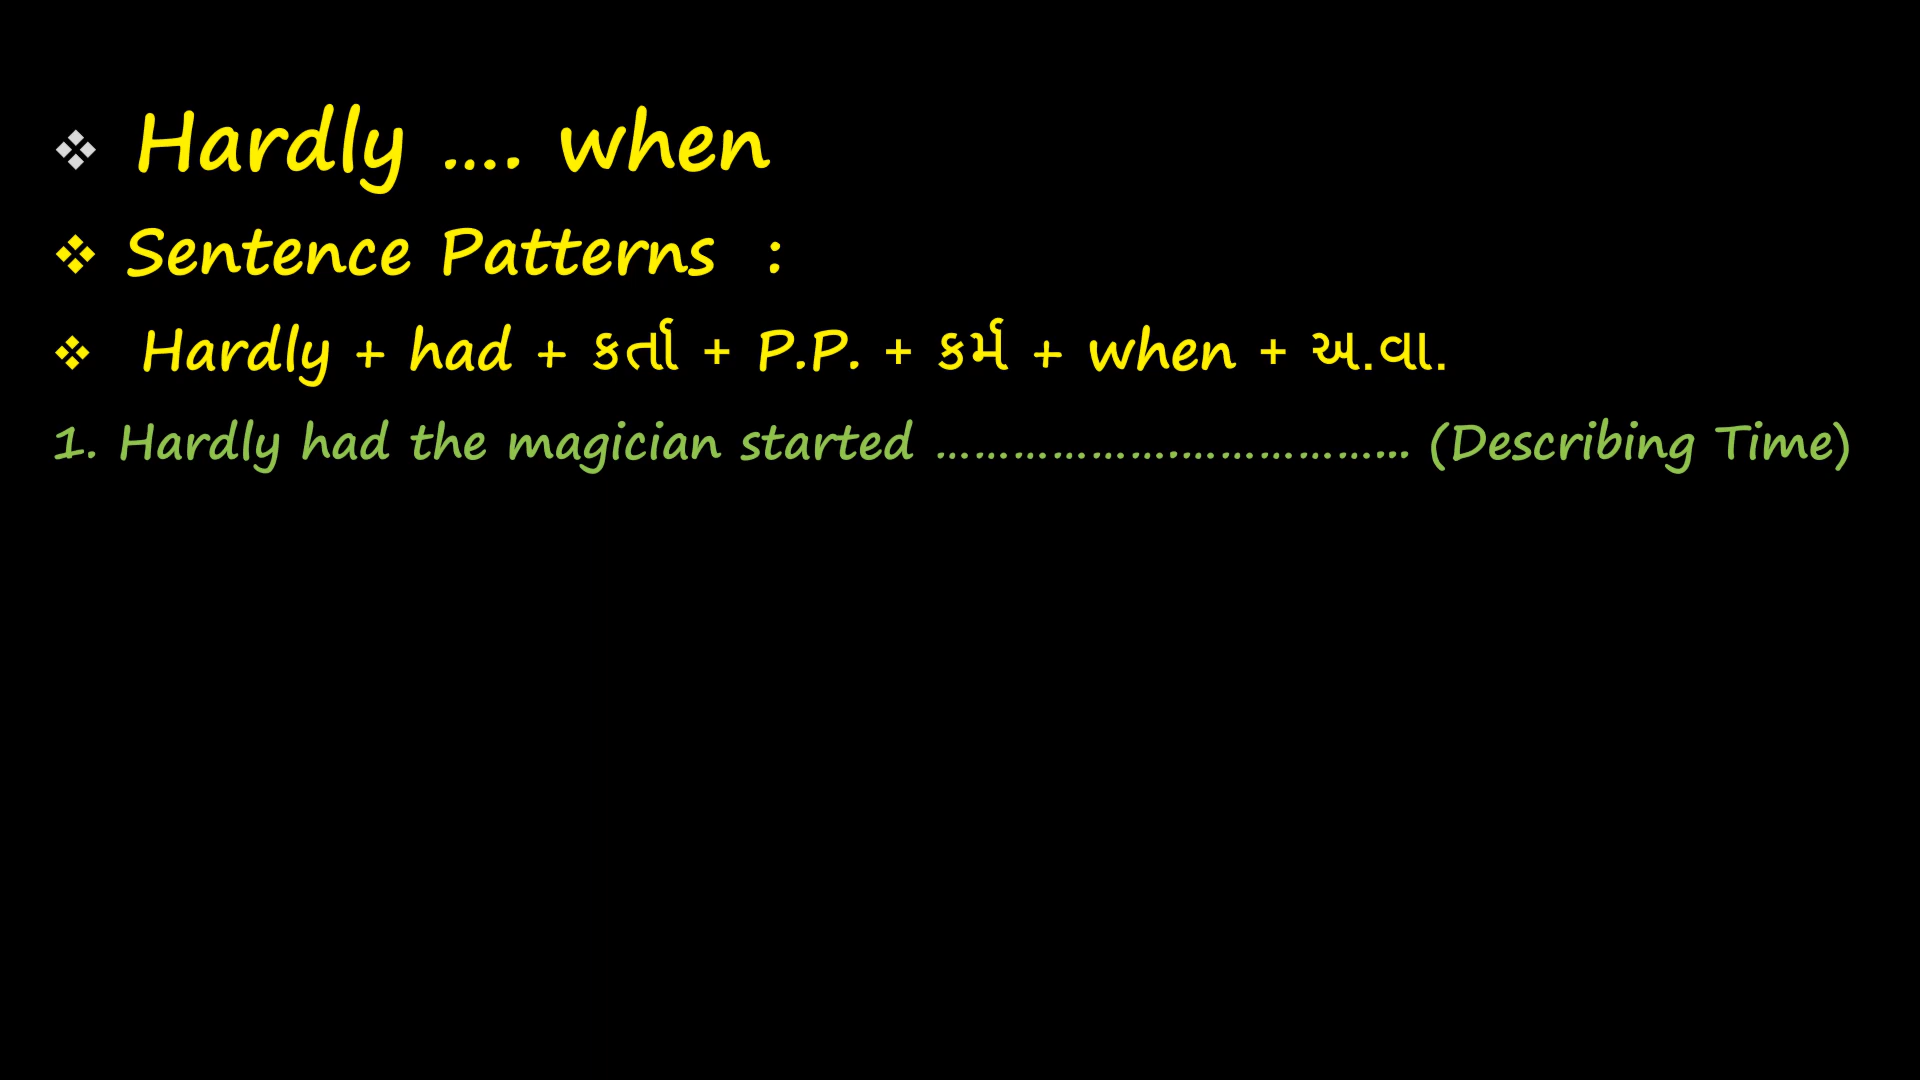 ❖ Hardly .... when
❖ Sentence Patterns :
❖ Hardly + had + કર્તા + P.P. + કર્મ + when + અ.વા.
1. Hardly had the magician started ……………….……………... (Describing Time)